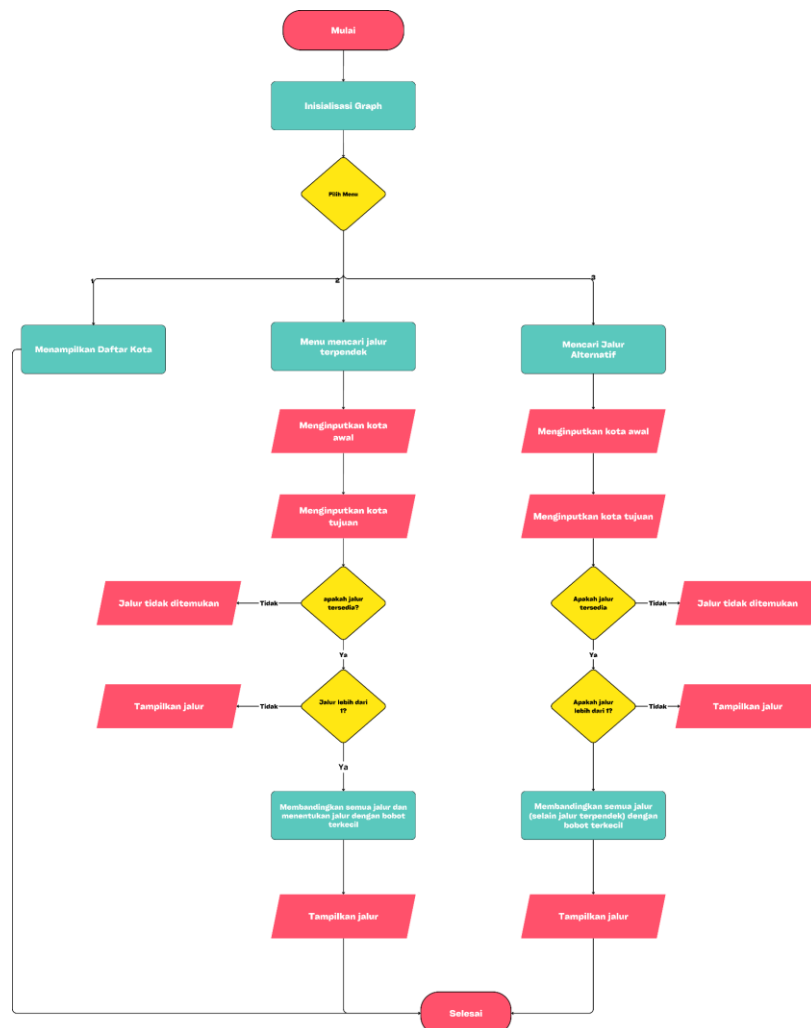 Mulai
Inisialisasi Graph
Pilih Menu
1
2
3
Menampilkan Daftar Kota
Menu mencari jalur
terpendek
Mencari Jalur
Alternatif
Menginputkan kota
awal
Menginputkan kota awal
Menginputkan kota
tujuan
Menginputkan kota tujuan
Jalur tidak ditemukan
Tidak
apakah jalur
tersedia?
Apakah jalur
tersedia
Tidak
Jalur tidak ditemukan
Ya
Ya
Tampilkan jalur
Tidak
Jalur lebih dari
1?
Apakah jalur
lebih dari 1?
Tidak
Tampilkan jalur
Ya
Membandingkan semua jalur dan
menentukan jalur dengan bobot
terkecil
Membandingkan semua jalur
(selain jalur terpendek) dengan
bobot terkecil
Tampilkan jalur
Tampilkan jalur
Selesai